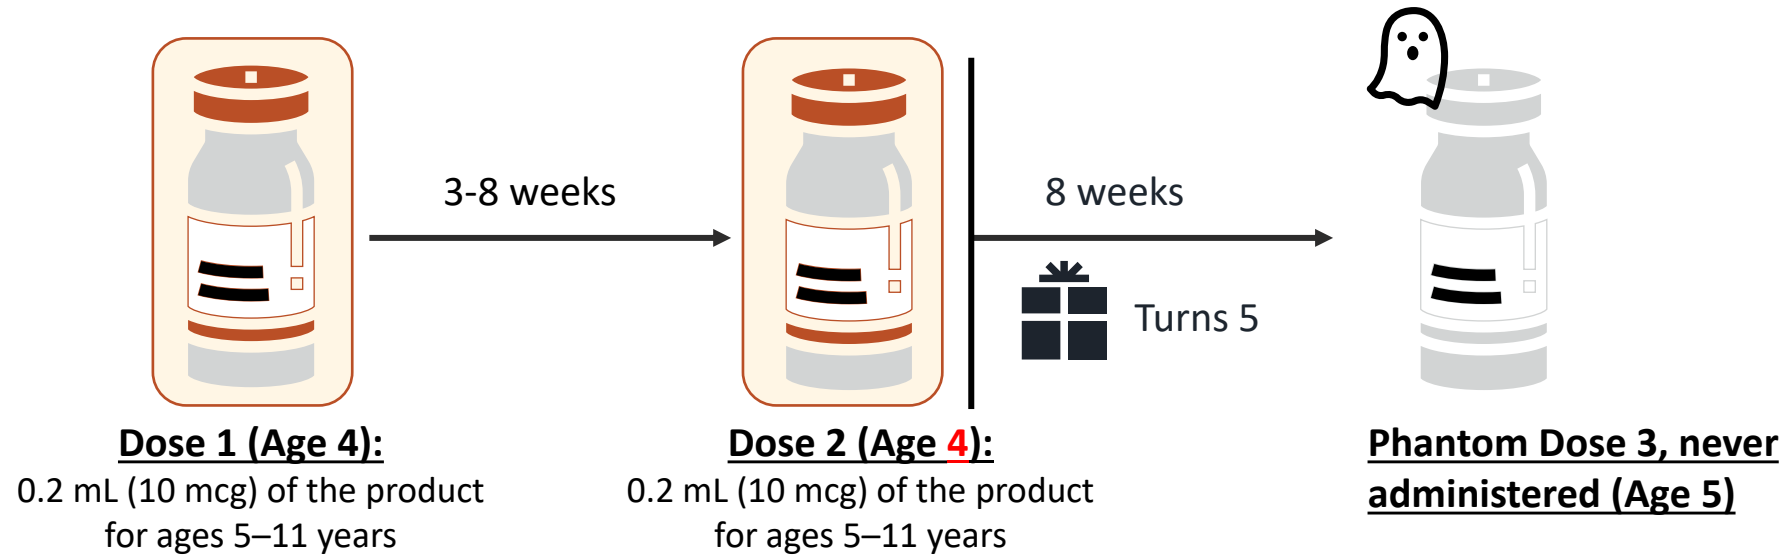 3-8 weeks
8 weeks
Turns 5
Dose 1 (Age 4):
0.2 mL (10 mcg) of the product
for ages 5–11 years
Dose 2 (Age 4):
0.2 mL (10 mcg) of the product
for ages 5–11 years
Phantom Dose 3, never
administered (Age 5)